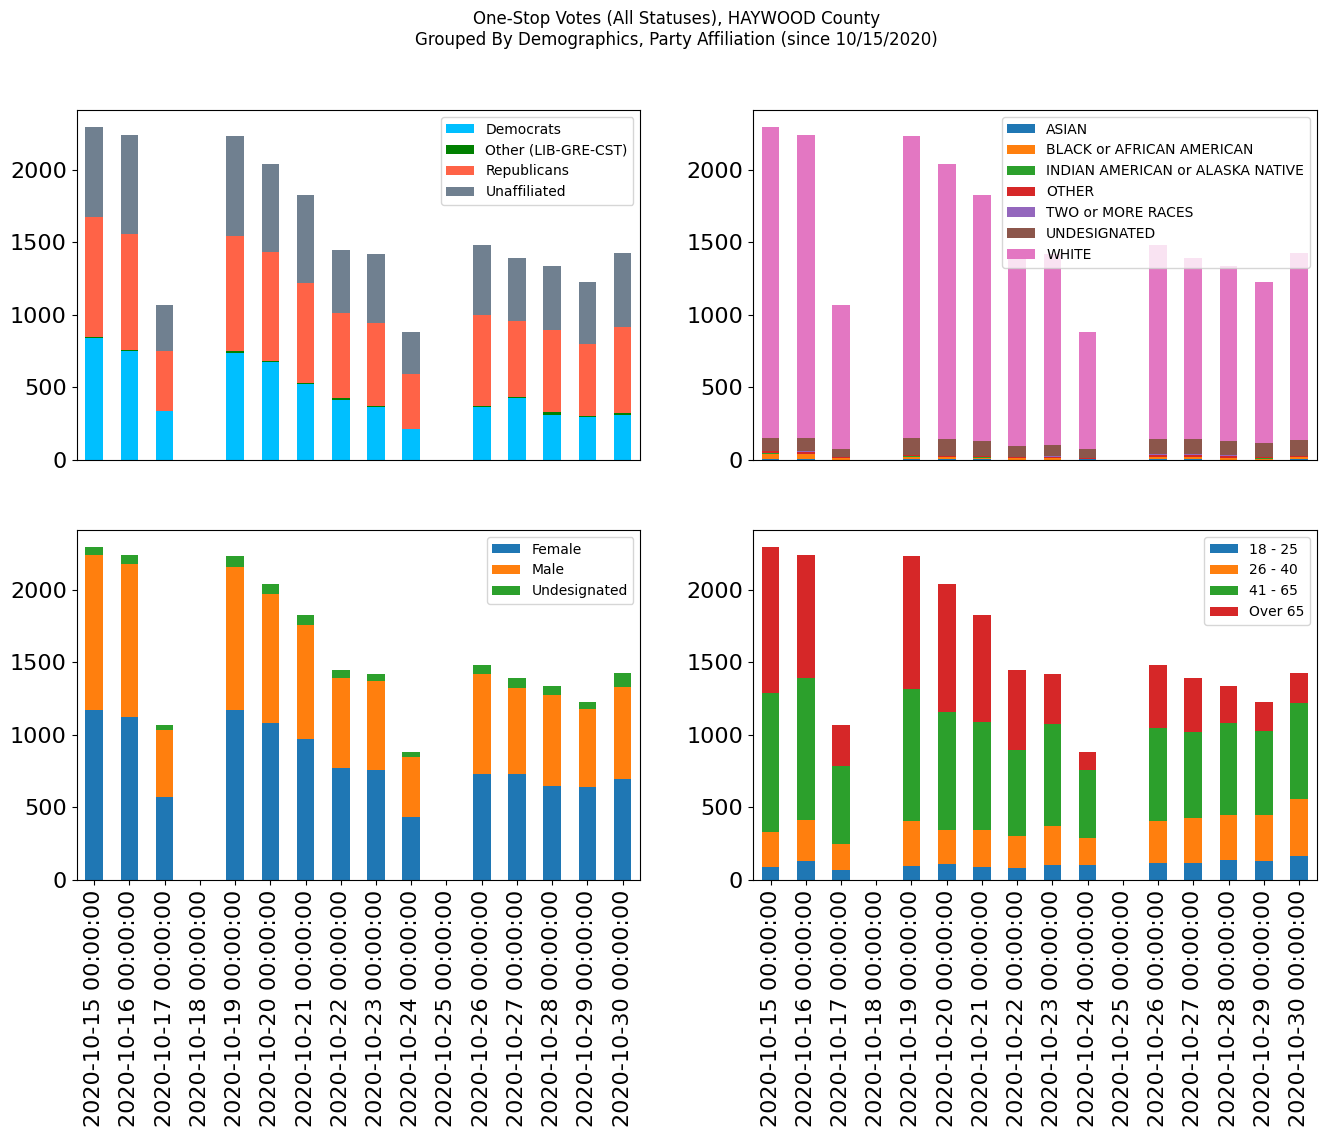 One-Stop Votes (All Statuses), HAYWOOD County
Grouped By Demographics, Party Affiliation (since 10/15/2020)
2000
1500
1000
500
0
Democrats
Other (LIB-GRE-CST)
Republicans
Unaffiliated
2000
1500
1000
500
0
ASIAN
BLACK or AFRICAN AMERICAN
INDIAN AMERICAN or ALASKA NATIVE
OTHER
TWO or MORE RACES
UNDESIGNATED
WHITE
2000
1500
1000
500
0
Female
Male
Undesignated
2020-10-15 00:00:00
2020-10-16 00:00:00
2020-10-17 00:00:00
2020-10-18 00:00:00
2020-10-19 00:00:00
2020-10-20 00:00:00
2020-10-21 00:00:00
2020-10-22 00:00:00
2020-10-23 00:00:00
2020-10-24 00:00:00
2020-10-25 00:00:00
2020-10-26 00:00:00
2020-10-27 00:00:00
2020-10-28 00:00:00
2020-10-29 00:00:00
2020-10-30 00:00:00
2000
1500
1000
500
0
18 - 25
26 - 40
41 - 65
Over 65
2020-10-15 00:00:00
2020-10-16 00:00:00
2020-10-17 00:00:00
2020-10-18 00:00:00
2020-10-19 00:00:00
2020-10-20 00:00:00
2020-10-21 00:00:00
2020-10-22 00:00:00
2020-10-23 00:00:00
2020-10-24 00:00:00
2020-10-25 00:00:00
2020-10-26 00:00:00
2020-10-27 00:00:00
2020-10-28 00:00:00
2020-10-29 00:00:00
2020-10-30 00:00:00